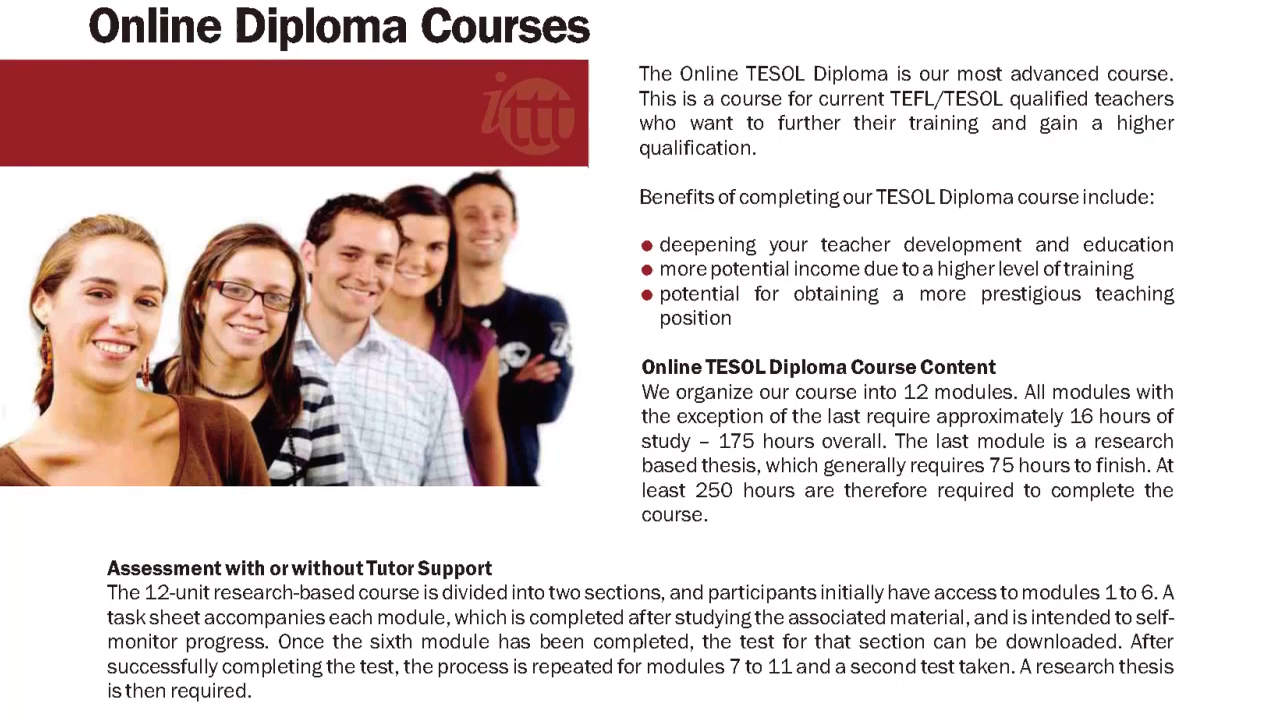 Online Diploma Courses
ittt
The Online TESOL Diploma is our most advanced course.
This is a course for current TEFL/TESOL qualified teachers
who want to further their training and gain a higher
qualification.
Benefits of completing our TESOL Diploma course include:
● deepening your teacher development and education
● more potential income due to a higher level of training
● potential for obtaining a more prestigious teaching
position
Online TESOL Diploma Course Content
We organize our course into 12 modules. All modules with
the exception of the last require approximately 16 hours of
study – 175 hours overall. The last module is a research
based thesis, which generally requires 75 hours to finish. At
least 250 hours are therefore required to complete the
course.
Assessment with or without Tutor Support
The 12-unit research-based course is divided into two sections, and participants initially have access to modules 1 to 6. A
task sheet accompanies each module, which is completed after studying the associated material, and is intended to self-
monitor progress. Once the sixth module has been completed, the test for that section can be downloaded. After
successfully completing the test, the process is repeated for modules 7 to 11 and a second test taken. A research thesis
is then required.